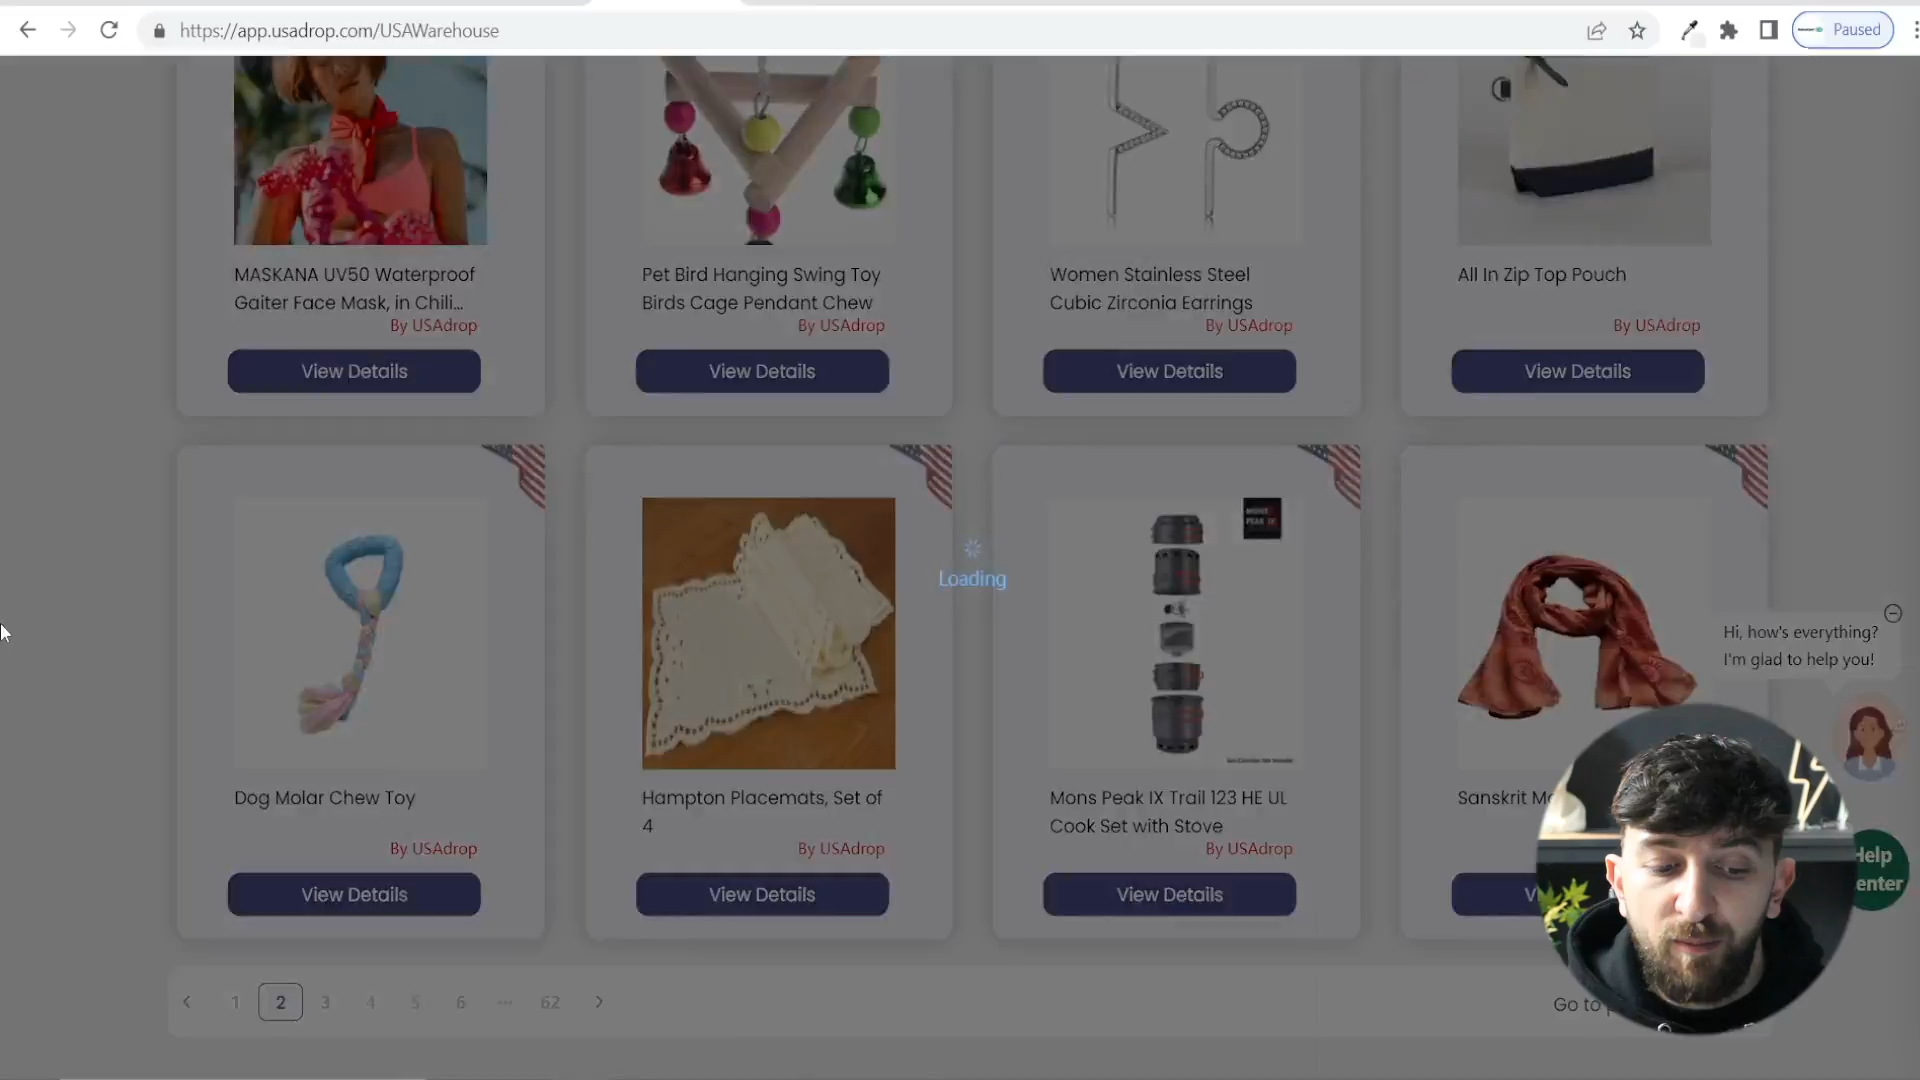 https://app.usadrop.com/USAWarehouse
Paused
MASKANA UV50 Waterproof
Gaiter Face Mask, in Chili...
By USAdrop
View Details
Pet Bird Hanging Swing Toy
Birds Cage Pendant Chew
By USAdrop
View Details
Women Stainless Steel
Cubic Zirconia Earrings
By USAdrop
View Details
All In Zip Top Pouch
By USAdrop
View Details
Loading
Dog Molar Chew Toy
By USAdrop
View Details
Hampton Placemats, Set of
4
By USAdrop
View Details
MONS
PEAK IX
Mons Peak IX Trail 123 HE UL
Cook Set with Stove
By USAdrop
View Details
Sanskrit
Hi, how's everything?
I'm glad to help you!
Help
Center
1 2 3 4 5 6 ... 62
Go to